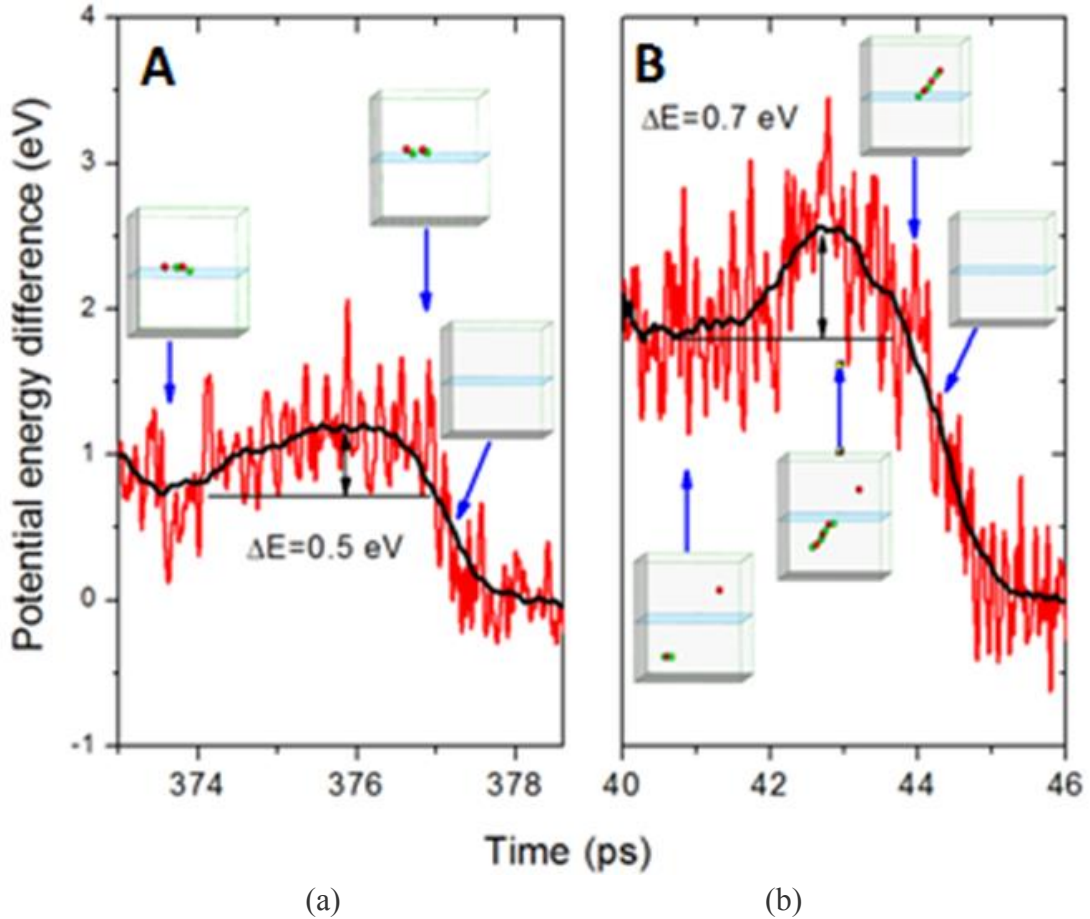 A
B
ΔE=0.5 eV
ΔE=0.7 eV
Potential energy difference (eV)
4
3
2
1
0
-1
374
376
378
40
42
44
46
Time (ps)
(a)
(b)